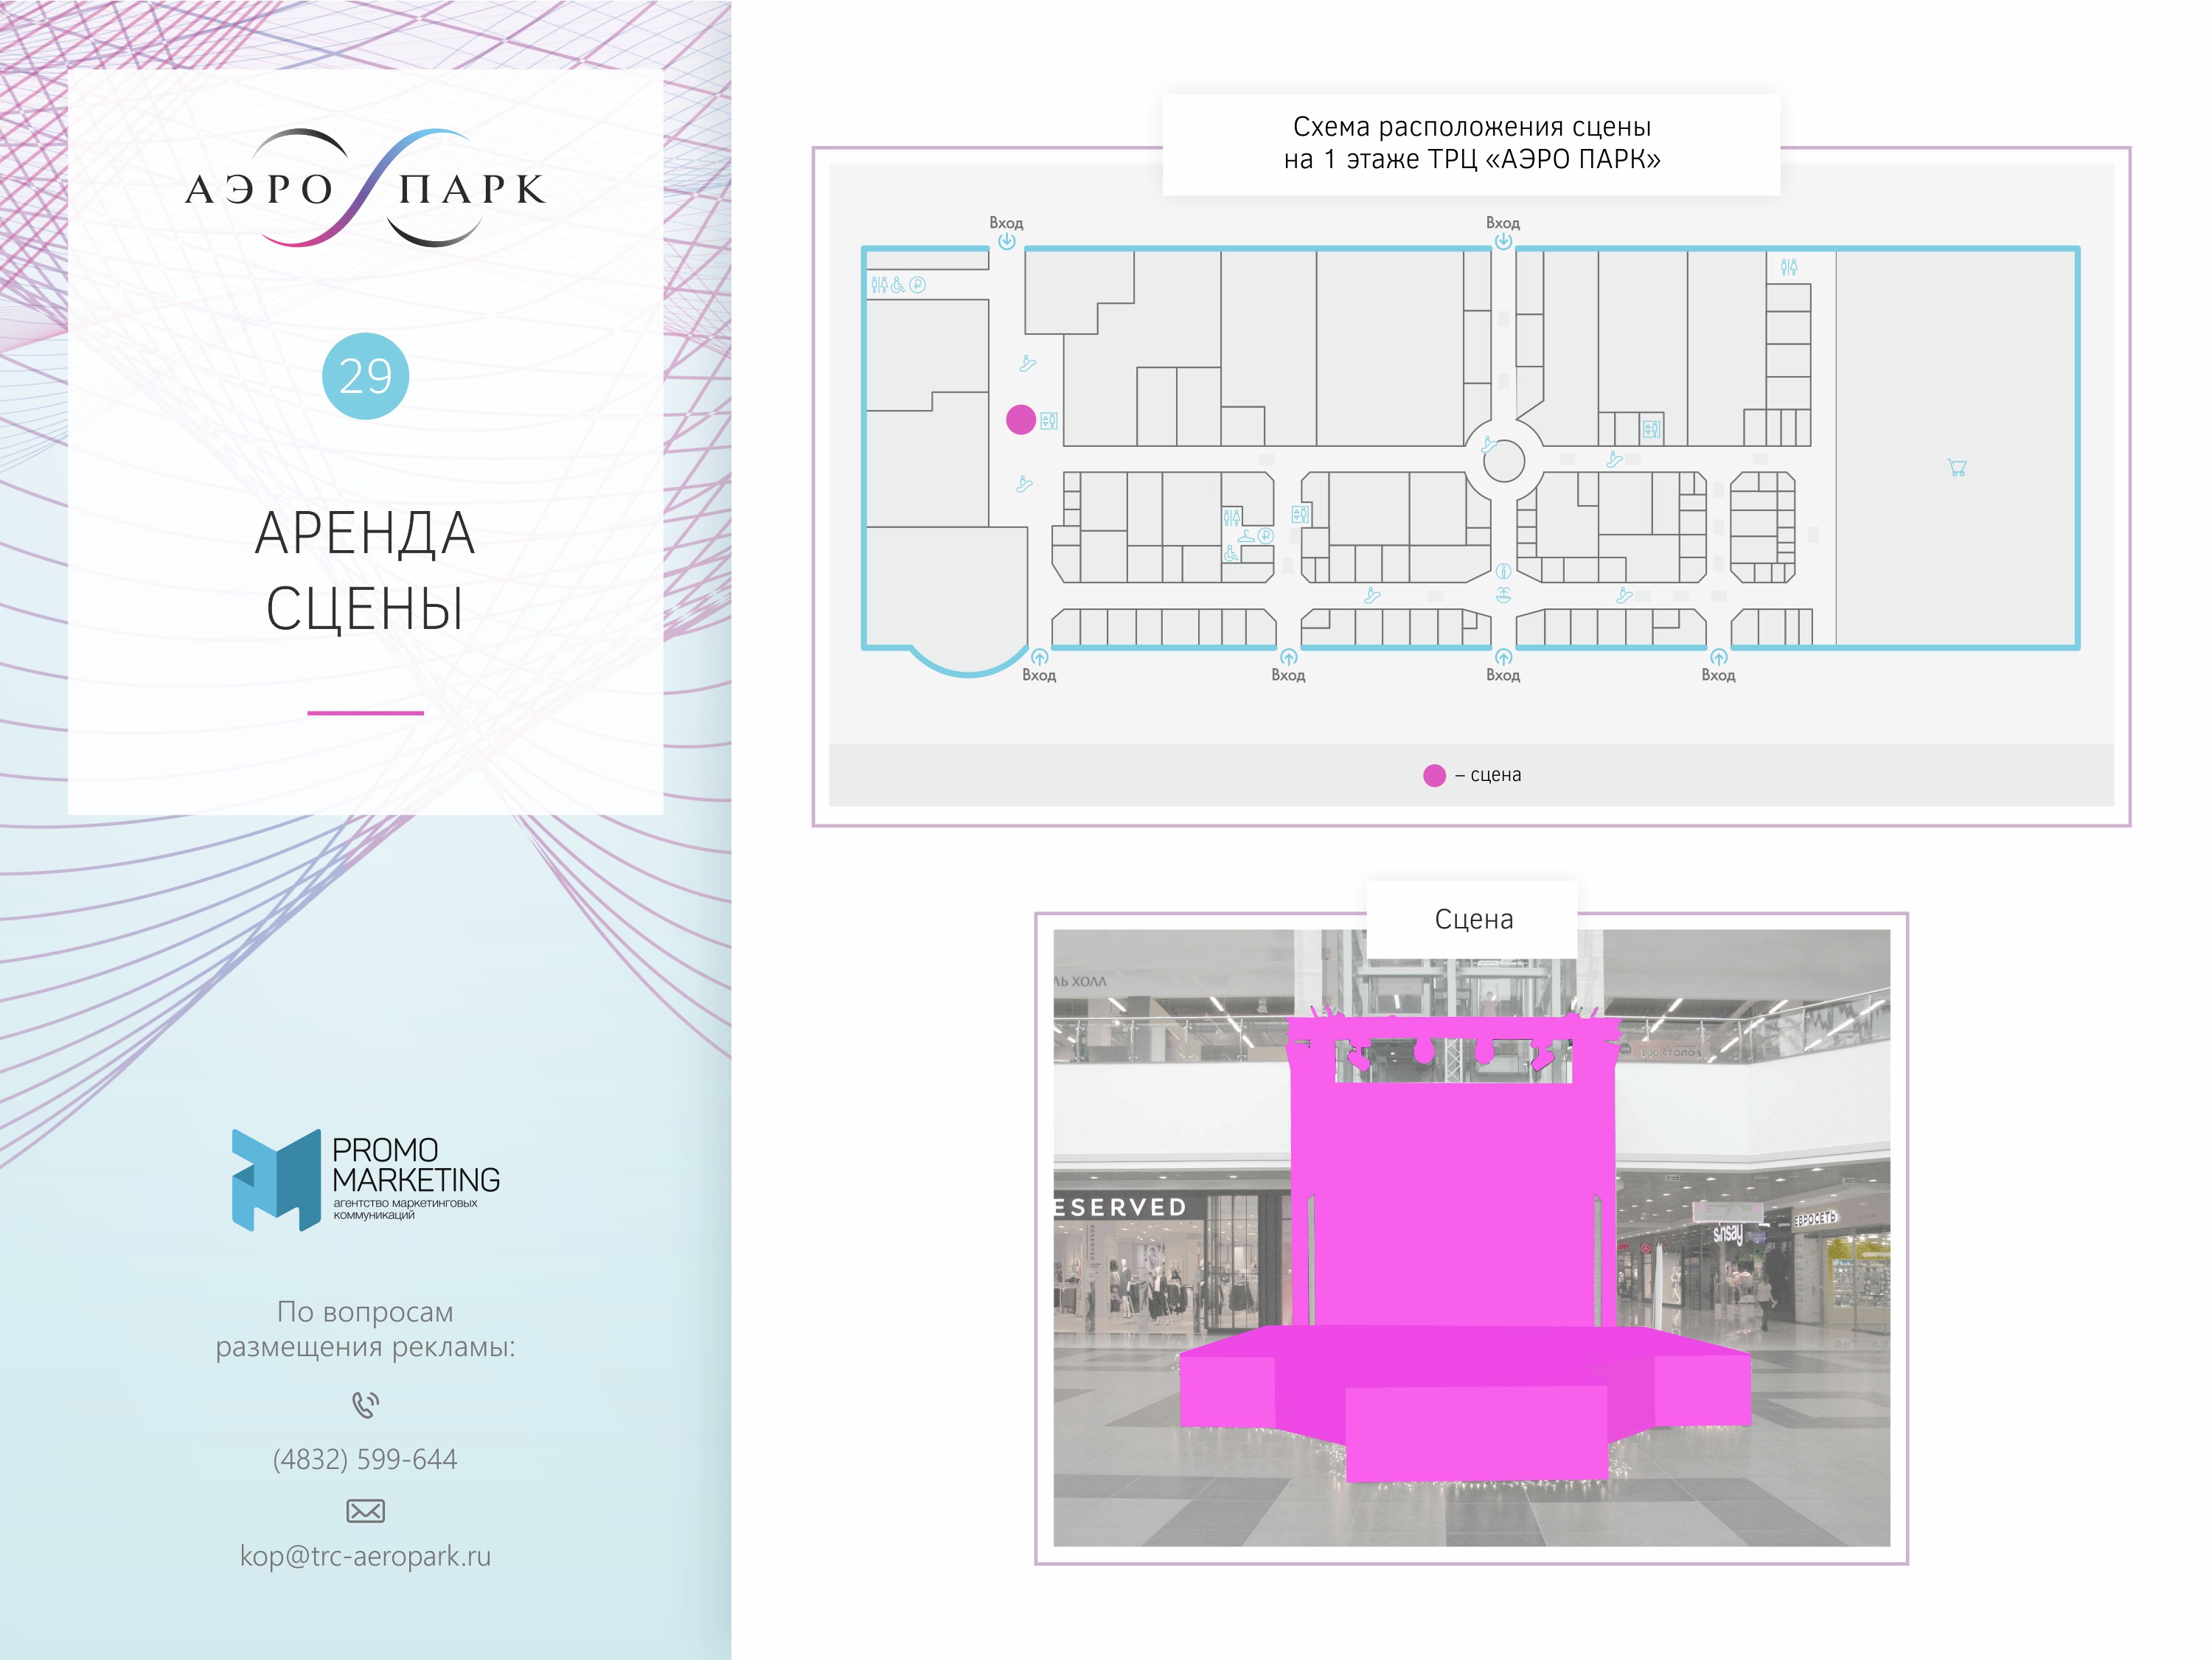 АЭРО ПАРК
29
АРЕНДА
СЦЕНЫ
PROMO
MARKETING
агентство маркетинговых
коммуникаций
По вопросам
размещения рекламы:
(4832) 599-644
kop@trc-aeropark.ru
Схема расположения сцены
на 1 этаже ТРЦ «АЭРО ПАРК»
Вход
Вход
Вход
Вход
Вход
Вход
– сцена
Сцена
ЛЬ ХОЛЛ
ESERVED
sinsay
ЕВРОСЕТЬ